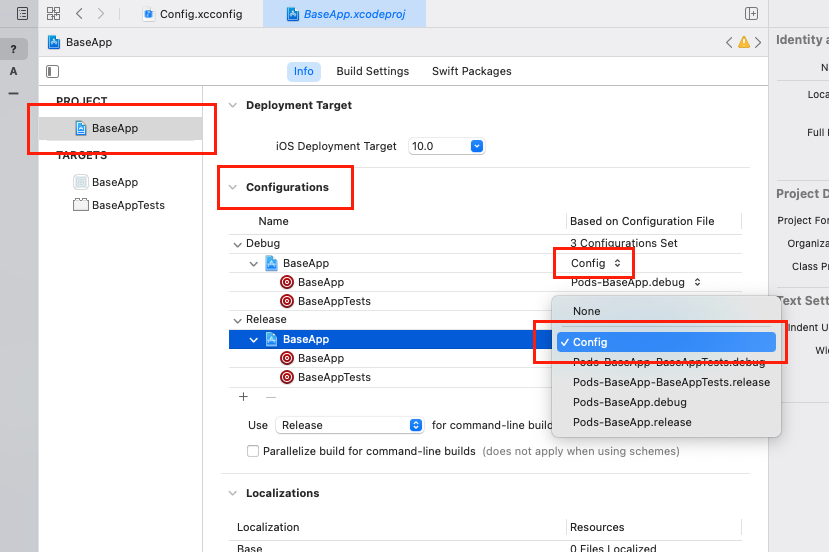 Config.xcconfig
BaseApp.xcodeproj
?
BaseApp
Identity a
A
Info
Build Settings
Swift Packages
N
PROJECT
Deployment Target
Loca
BaseApp
Full
iOS Deployment Target
10.0
TARGETS
BaseApp
Configurations
Project D
BaseAppTests
Name
Based on Configuration File
Project For
Debug
3 Configurations Set
Organiza
BaseApp
Config
Class Pr
BaseApp
Pods-BaseApp.debug
BaseAppTests
Text Sett
None
Release
Indent U
BaseApp
Config
Wid
BaseApp
Pods-BaseApp-BaseAppTests.debug
BaseAppTests
Pods-BaseApp-BaseAppTests.release
+ —
Pods-BaseApp.debug
Use
Release
for command-line build
Pods-BaseApp.release
Parallelize build for command-line builds
(does not apply when using schemes)
Localizations
Localization
Resources
Base
0 Files Localized